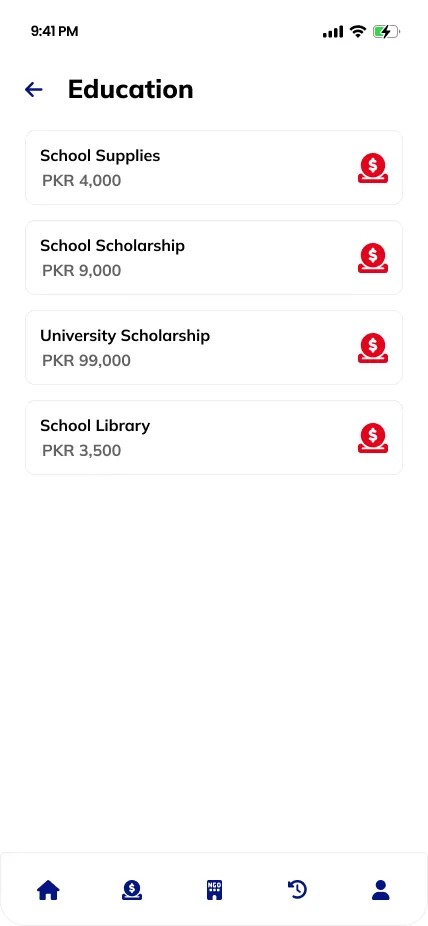 9:41 PM
Education
School Supplies
PKR 4,000
$
School Scholarship
PKR 9,000
$
University Scholarship
PKR 99,000
$
School Library
PKR 3,500
$
$
NGO